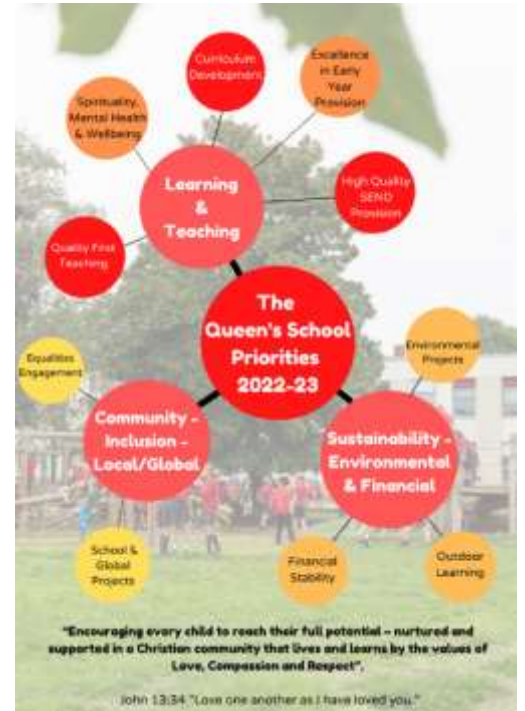 Curriculum
Development
Excellence
in Early
Year
Provision
Spirituality,
Mental Health
& Wellbeing
Learning
&
Teaching
High Quality
SEND
Provision
Quality First
Teaching
The
Queen's School
Priorities
2022-23
Equalities
Engagement
Environmental
Projects
Community -
Inclusion -
Local/Global
Sustainability -
Environmental
& Financial
School &
Global
Projects
Financial
Stability
Outdoor
Learning
"Encouraging every child to reach their full potential – nurtured and
supported in a Christian community that lives and learns by the values of
Love, Compassion and Respect".
John 13:34 "Love one another as I have loved you."